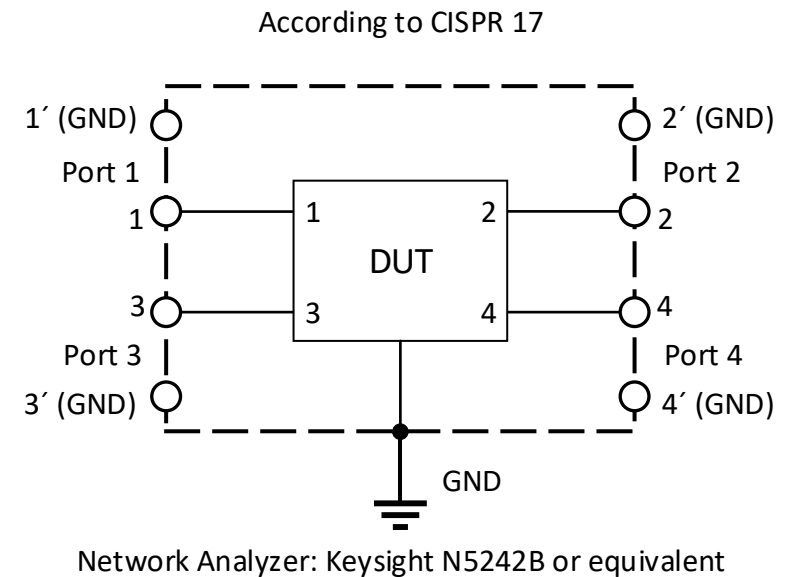 According to CISPR 17
1´ (GND)
2´ (GND)
Port 1
Port 2
1
1
2
2
DUT
3
3
4
4
Port 3
Port 4
3´ (GND)
4´ (GND)
GND
Network Analyzer: Keysight N5242B or equivalent